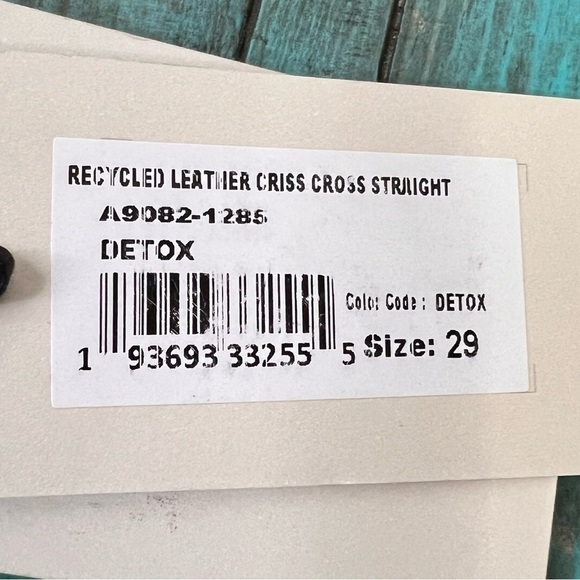 RECYCLED LEATHER CRISS CROSS STRAIGHT
A9082-1285
DETOX
Color Code : DETOX
Size: 29
1 93693 33255 5